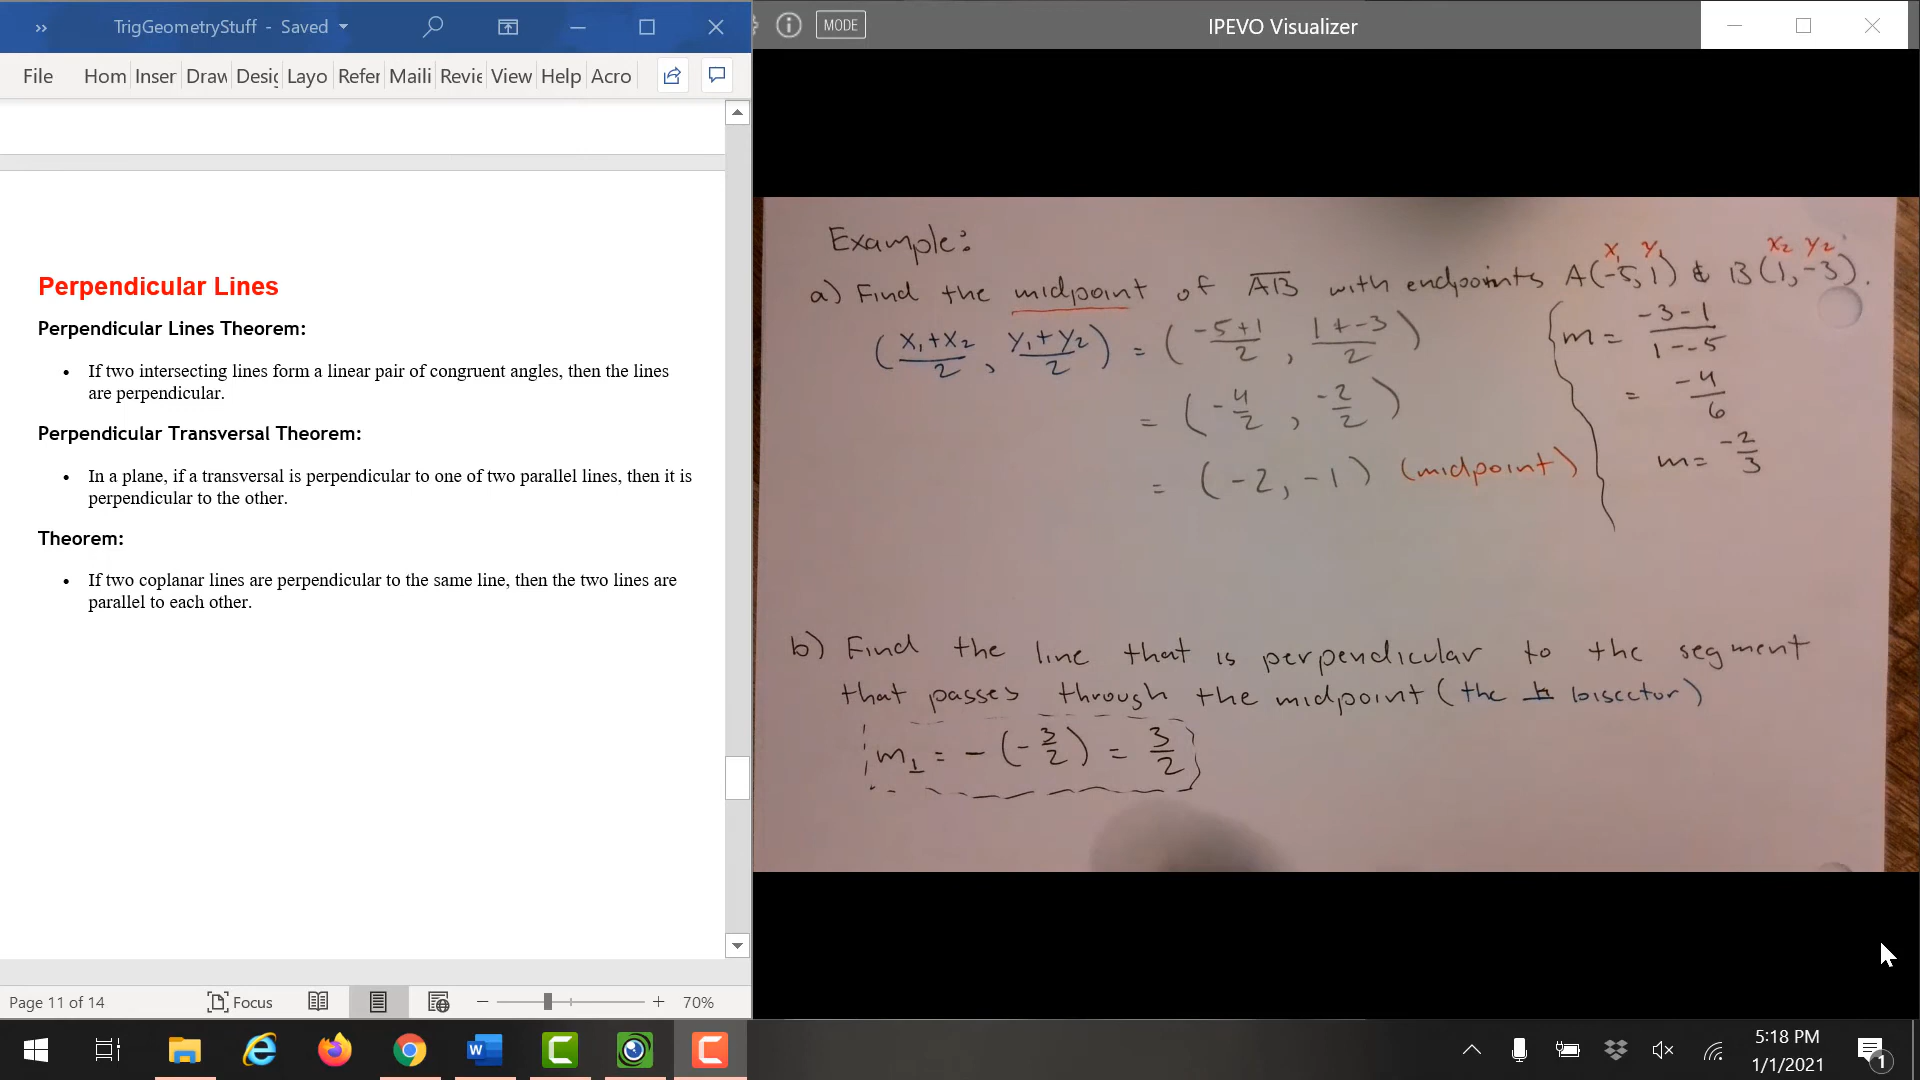 TrigGeometryStuff - Saved
File Hom Inser Draw Desig Layo Refer Maili Revie View Help Acro
Perpendicular Lines
Perpendicular Lines Theorem:
• If two intersecting lines form a linear pair of congruent angles, then the lines
are perpendicular.
Perpendicular Transversal Theorem:
• In a plane, if a transversal is perpendicular to one of two parallel lines, then it is
perpendicular to the other.
Theorem:
• If two coplanar lines are perpendicular to the same line, then the two lines are
parallel to each other.
Page 11 of 14 Focus 70%
MODE IPEVO Visualizer
Example:
x₁ y₁ x₂ y₂
a) Find the midpoint of A̅B̅ with endpoints A(-5,1) & B(1,-3).
((x₁+x₂)/2, (y₁+y₂)/2) = ((-5+1)/2, (1+-3)/2)
= (-4/2, -2/2)
= (-2,-1) (midpoint)
m = (-3-1)/(1--5)
= -4/6
m = -2/3
b) Find the line that is perpendicular to the segment
that passes through the midpoint (the ⊥ bisector)
m⊥ = -(-3/2) = 3/2
5:18 PM
1/1/2021
1